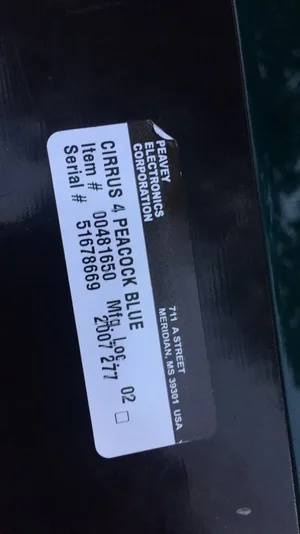 PEAVEY
ELECTRONICS
CORPORATION
711 A STREET
MERIDIAN, MS 39301 USA
CIRRUS 4 PEACOCK BLUE
Item # 00481650 Mfg. Loc. 02
Serial # 51678669 2007 277